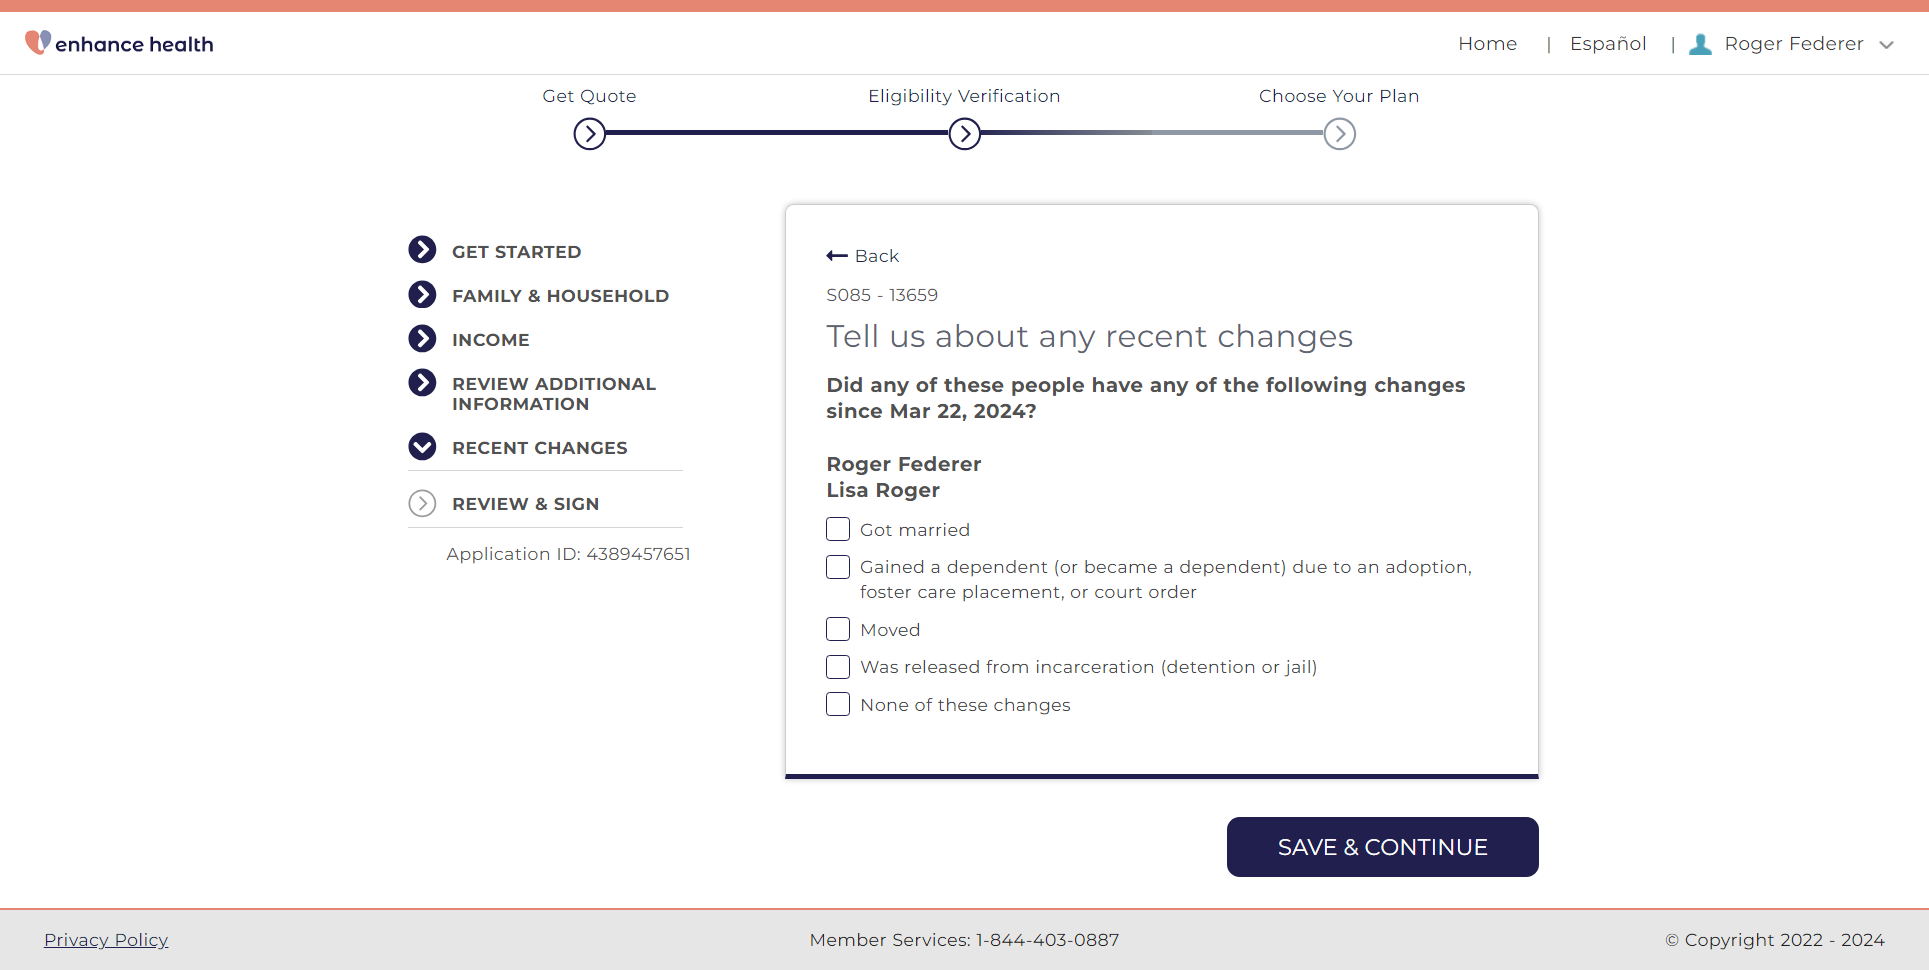 enhance health
Home | Español | Roger Federer
Get Quote
Eligibility Verification
Choose Your Plan
GET STARTED
FAMILY & HOUSEHOLD
INCOME
REVIEW ADDITIONAL
INFORMATION
RECENT CHANGES
REVIEW & SIGN
Application ID: 4389457651
Back
S085 - 13659
Tell us about any recent changes
Did any of these people have any of the following changes
since Mar 22, 2024?
Roger Federer
Lisa Roger
Got married
Gained a dependent (or became a dependent) due to an adoption,
foster care placement, or court order
Moved
Was released from incarceration (detention or jail)
None of these changes
SAVE & CONTINUE
Privacy Policy
Member Services: 1-844-403-0887
© Copyright 2022 - 2024